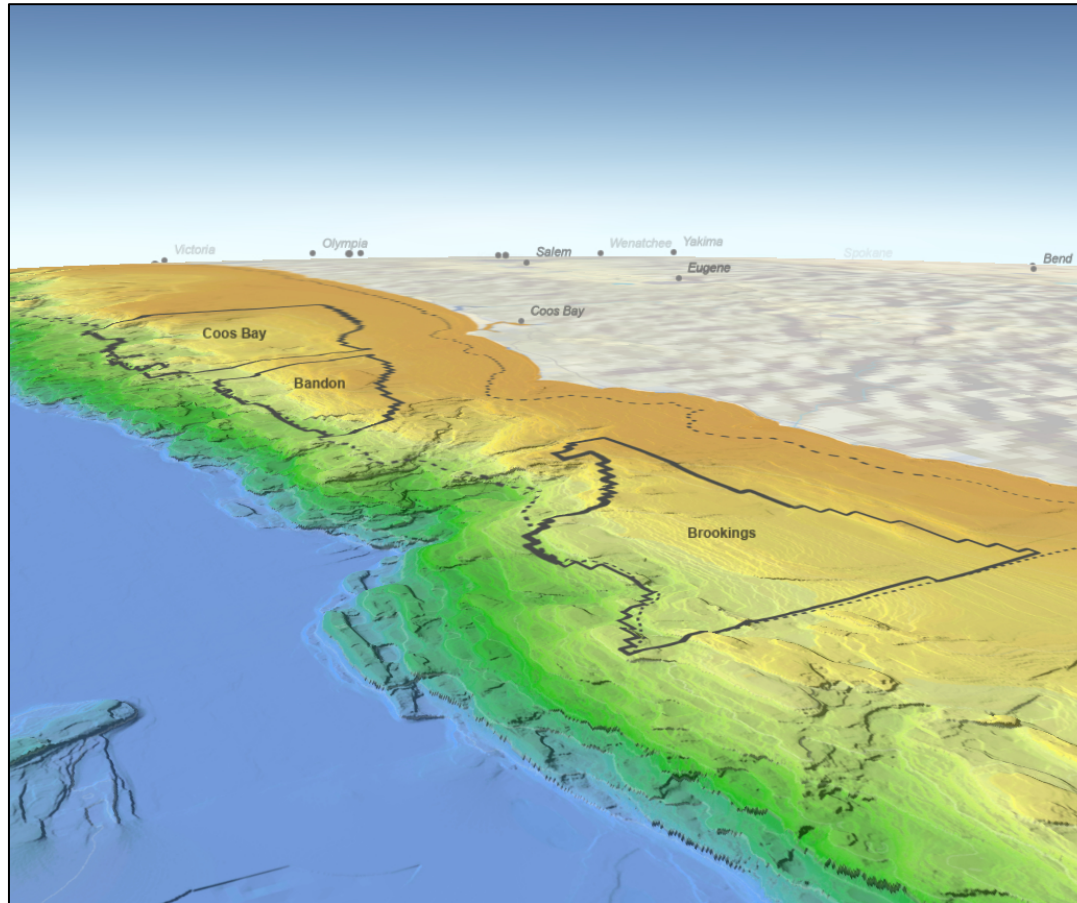 Victoria
Olympia
Salem
Wenatchee
Yakima
Spokane
Bend
Eugene
Coos Bay
Coos Bay
Bandon
Brookings